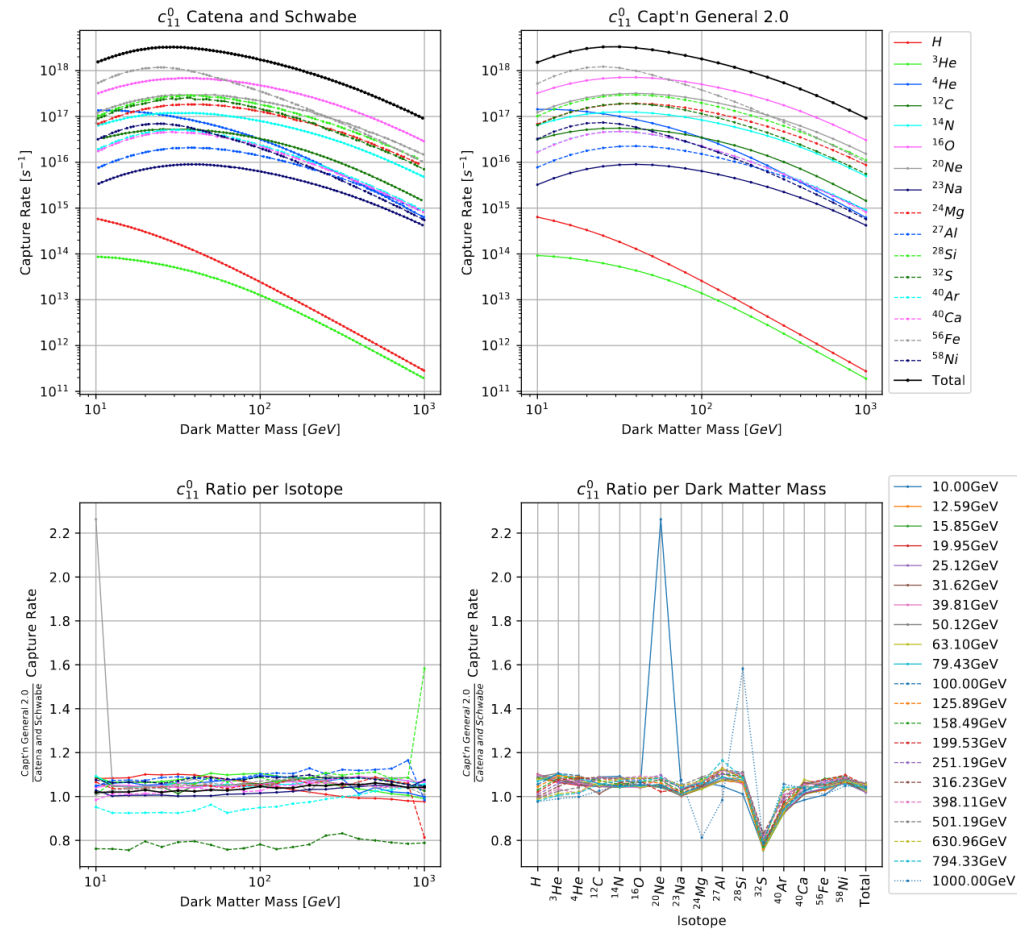 c₁₁⁰ Catena and Schwabe
Capture Rate [s⁻¹]
10¹⁸
10¹⁷
10¹⁶
10¹⁵
10¹⁴
10¹³
10¹²
10¹¹
10¹
10²
10³
Dark Matter Mass [GeV]
c₁₁⁰ Capt'n General 2.0
Capture Rate [s⁻¹]
10¹⁸
10¹⁷
10¹⁶
10¹⁵
10¹⁴
10¹³
10¹²
10¹¹
10¹
10²
10³
Dark Matter Mass [GeV]
H
³He
⁴He
¹²C
¹⁴N
¹⁶O
²⁰Ne
²³Na
²⁴Mg
²⁷Al
²⁸Si
³²S
⁴⁰Ar
⁴⁰Ca
⁵⁶Fe
⁵⁸Ni
Total
c₁₁⁰ Ratio per Isotope
Capt'n General 2.0
Catena and Schwabe
Capture Rate
2.2
2.0
1.8
1.6
1.4
1.2
1.0
0.8
10¹
10²
10³
Dark Matter Mass [GeV]
c₁₁⁰ Ratio per Dark Matter Mass
Capt'n General 2.0
Catena and Schwabe
Capture Rate
2.2
2.0
1.8
1.6
1.4
1.2
1.0
0.8
H
³He
⁴He
¹²C
¹⁴N
¹⁶O
²⁰Ne
²³Na
²⁴Mg
²⁷Al
²⁸Si
³²S
⁴⁰Ar
⁴⁰Ca
⁵⁶Fe
⁵⁸Ni
Total
Isotope
10.00GeV
12.59GeV
15.85GeV
19.95GeV
25.12GeV
31.62GeV
39.81GeV
50.12GeV
63.10GeV
79.43GeV
100.00GeV
125.89GeV
158.49GeV
199.53GeV
251.19GeV
316.23GeV
398.11GeV
501.19GeV
630.96GeV
794.33GeV
1000.00GeV